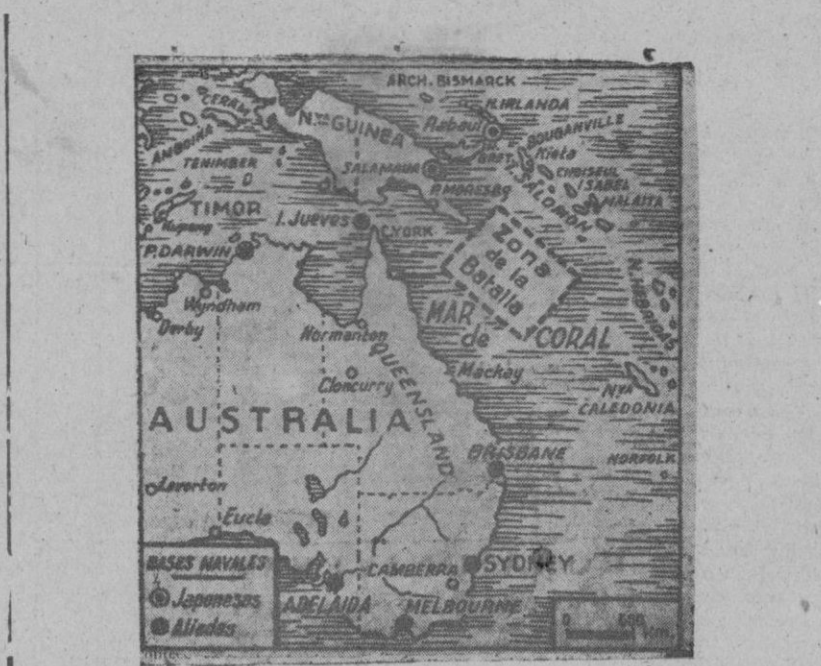 ARCH. BISMARCK
CERAM
N. IRLANDA
Nva GUINEA
Rabaul
BOUGANVILLE
AMBOINA
Kieta
TENIMBER
SALAMAUA
CHOISEUL
ISABEL
P. MORESBY
MALAITA
I. SALOMON
TIMOR
I. Jueves
C. YORK
Kupang
P. DARWIN
Zona
de la
Batalla
Wyndham
N. HEBRIDAS
Derby
Normanton
MAR
de
CORAL
QUEENSLAND
Mackay
Cloncurry
Nva
CALEDONIA
AUSTRALIA
BRISBANE
NORFOLK
Laverton
Eucla
BASES NAVALES
Japonesas
Aliadas
CAMBERRA
SYDNEY
ADELAIDA
MELBOURNE
0
Km.